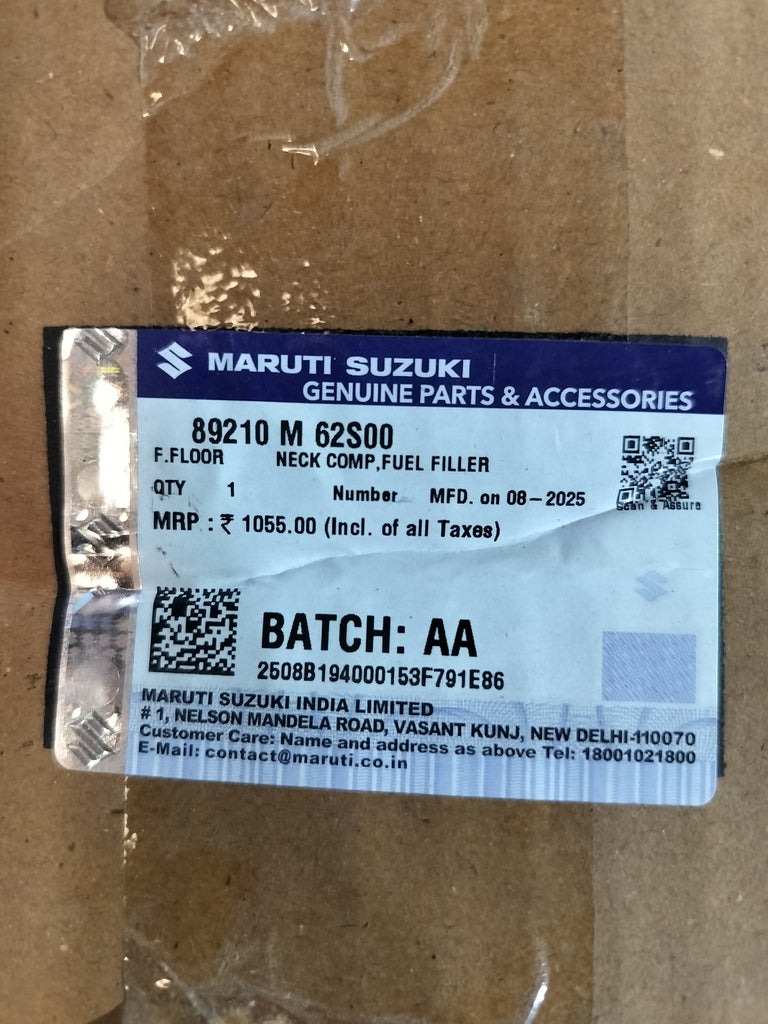 MARUTI SUZUKI
GENUINE PARTS & ACCESSORIES
89210 M 62S00
F.FLOOR NECK COMP,FUEL FILLER
QTY 1 Number MFD. on 08-2025
Scan & Assure
MRP : ₹ 1055.00 (Incl. of all Taxes)
BATCH: AA
2508B194000153F791E86
MARUTI SUZUKI INDIA LIMITED
# 1, NELSON MANDELA ROAD, VASANT KUNJ, NEW DELHI-110070
Customer Care: Name and address as above Tel: 18001021800
E-Mail: contact@maruti.co.in